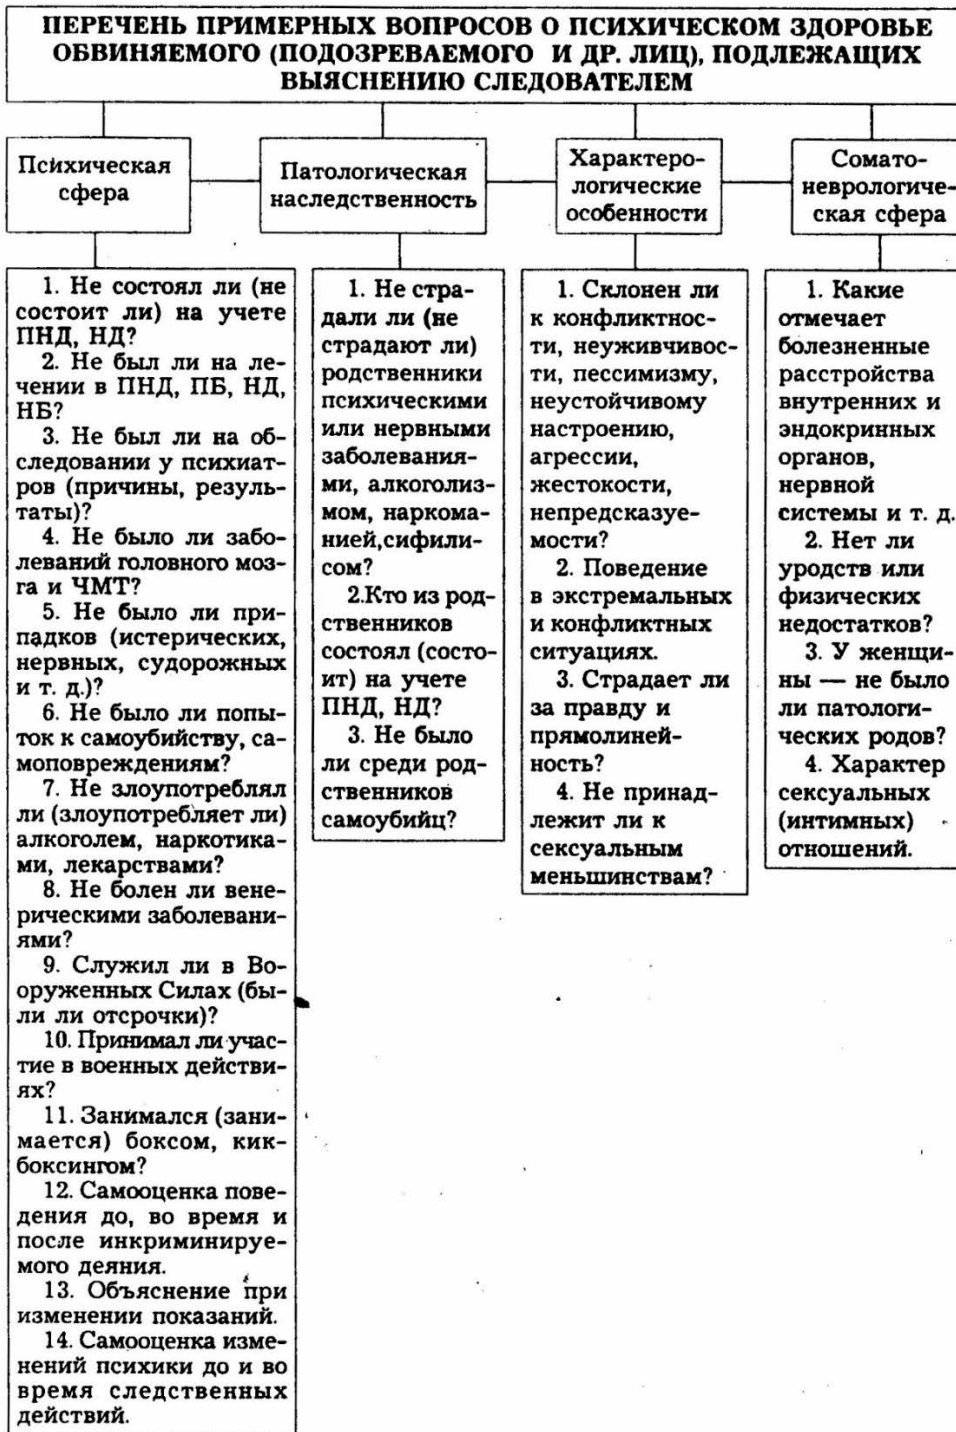 ПЕРЕЧЕНЬ ПРИМЕРНЫХ ВОПРОСОВ О ПСИХИЧЕСКОМ ЗДОРОВЬЕ
ОБВИНЯЕМОГО (ПОДОЗРЕВАЕМОГО И ДР. ЛИЦ), ПОДЛЕЖАЩИХ
ВЫЯСНЕНИЮ СЛЕДОВАТЕЛЕМ
Психическая
сфера
Патологическая
наследственность
Характеро-
логические
особенности
Сомато-
неврологиче-
ская сфера
1. Не состоял ли (не
состоит ли) на учете
ПНД, НД?
2. Не был ли на ле-
чении в ПНД, ПБ, НД,
НБ?
3. Не был ли на об-
следовании у психиат-
ров (причины, резуль-
таты)?
4. Не было ли забо-
леваний головного моз-
га и ЧМТ?
5. Не было ли при-
падков (истерических,
нервных, судорожных
и т. д.)?
6. Не было ли попы-
ток к самоубийству, са-
моповреждениям?
7. Не злоупотреблял
ли (злоупотребляет ли)
алкоголем, наркотика-
ми, лекарствами?
8. Не болен ли вене-
рическими заболевани-
ями?
9. Служил ли в Во-
оруженных Силах (бы-
ли ли отсрочки)?
10. Принимал ли учас-
тие в военных действи-
ях?
11. Занимался (зани-
мается) боксом, кик-
боксингом?
12. Самооценка пове-
дения до, во время и
после инкриминируе-
мого деяния.
13. Объяснение при
изменении показаний.
14. Самооценка изме-
нений психики до и во
время следственных
действий.
1. Не стра-
дали ли (не
страдают ли)
родственники
психическими
или нервными
заболевания-
ми, алкоголиз-
мом, наркома-
нией,сифили-
сом?
2.Кто из род-
ственников
состоял (состо-
ит) на учете
ПНД, НД?
3. Не было
ли среди род-
ственников
самоубийц?
1. Склонен ли
к конфликтнос-
ти, неуживчивос-
ти, пессимизму,
неустойчивому
настроению,
агрессии,
жестокости,
непредсказуе-
мости?
2. Поведение
в экстремальных
и конфликтных
ситуациях.
3. Страдает ли
за правду и
прямолиней-
ность?
4. Не принад-
лежит ли к
сексуальным
меньшинствам?
1. Какие
отмечает
болезненные
расстройства
внутренних и
эндокринных
органов,
нервной
системы и т. д.
2. Нет ли
уродств или
физических
недостатков?
3. У женщи-
ны — не было
ли патологи-
ческих родов?
4. Характер
сексуальных
(интимных)
отношений.